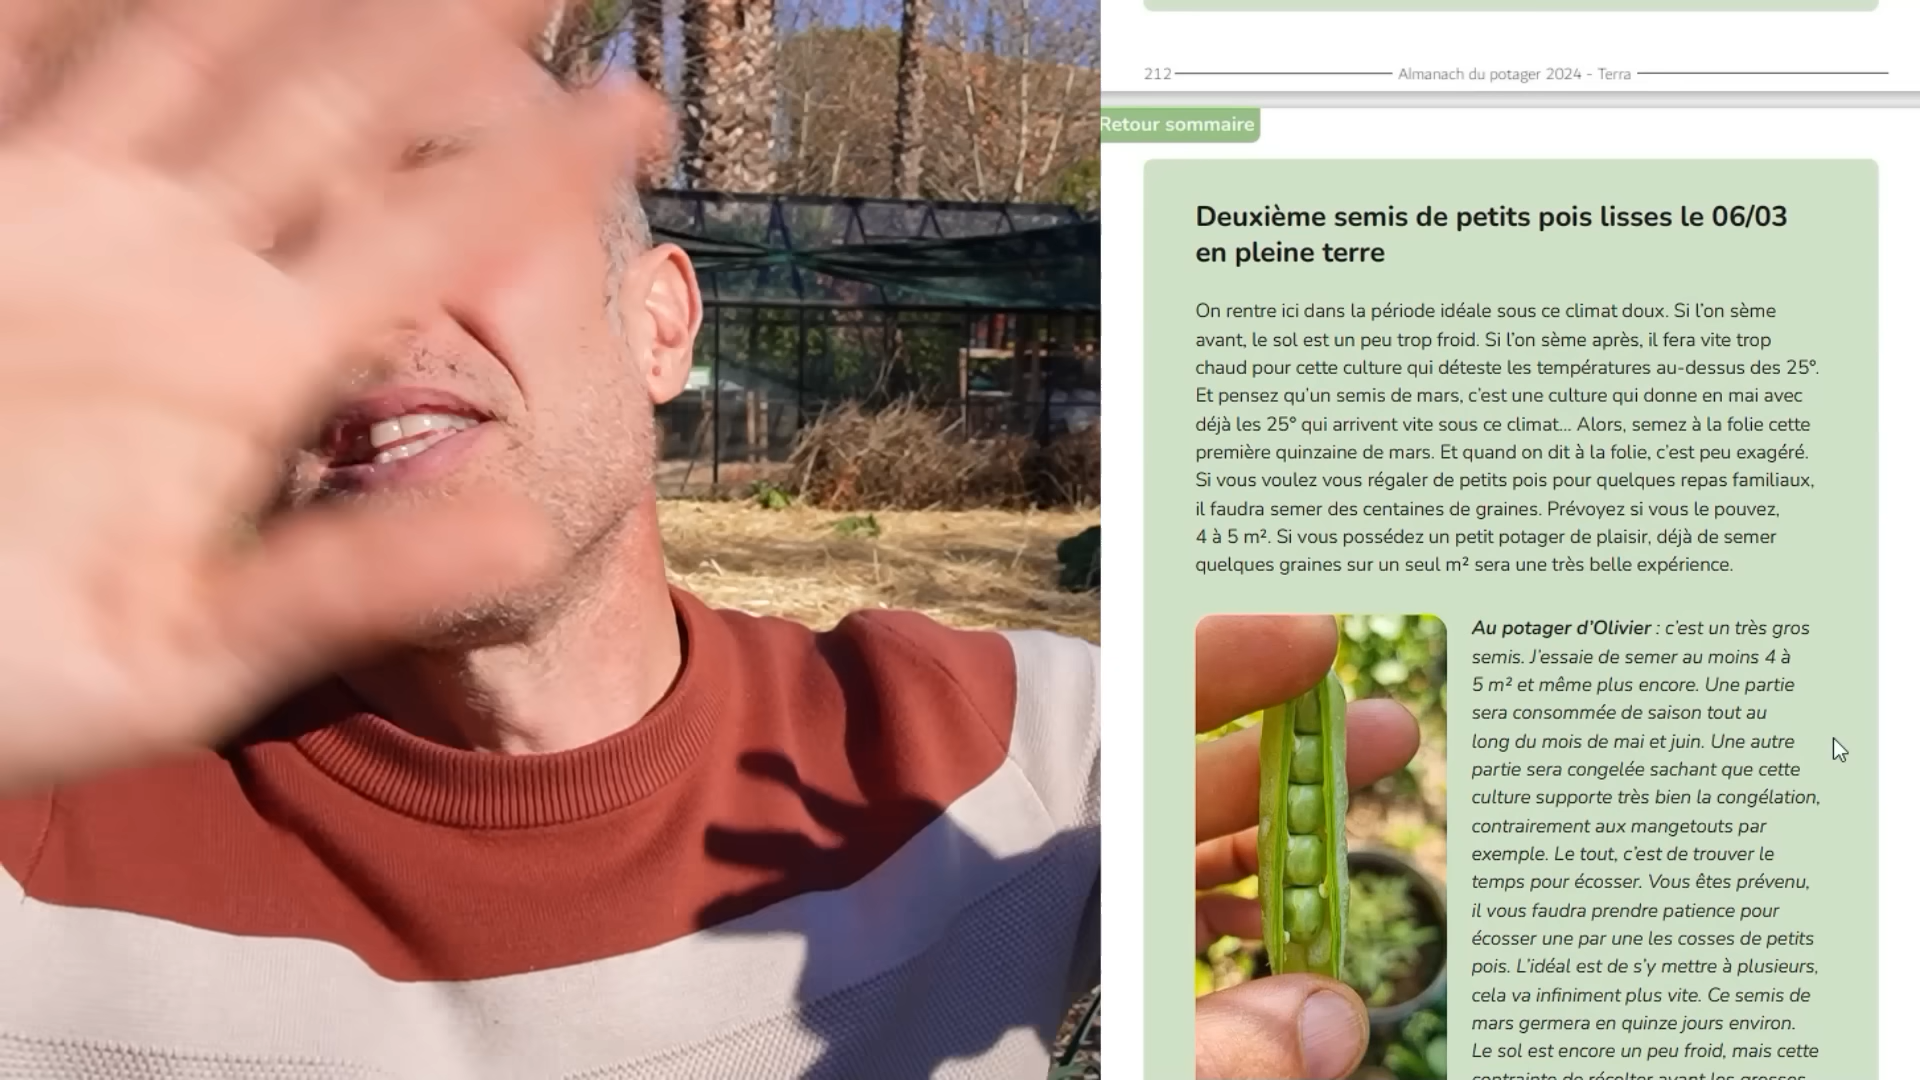 212
Almanach du potager 2024 - Terra
Retour sommaire
Deuxième semis de petits pois lisses le 06/03
en pleine terre
On rentre ici dans la période idéale sous ce climat doux. Si l’on sème
avant, le sol est un peu trop froid. Si l’on sème après, il fera vite trop
chaud pour cette culture qui déteste les températures au-dessus des 25°.
Et pensez qu’un semis de mars, c’est une culture qui donne en mai avec
déjà les 25° qui arrivent vite sous ce climat... Alors, semez à la folie cette
première quinzaine de mars. Et quand on dit à la folie, c’est peu exagéré.
Si vous voulez vous régaler de petits pois pour quelques repas familiaux,
il faudra semer des centaines de graines. Prévoyez si vous le pouvez,
4 à 5 m². Si vous possédez un petit potager de plaisir, déjà de semer
quelques graines sur un seul m² sera une très belle expérience.
Au potager d’Olivier : c’est un très gros
semis. J’essaie de semer au moins 4 à
5 m² et même plus encore. Une partie
sera consommée de saison tout au
long du mois de mai et juin. Une autre
partie sera congelée sachant que cette
culture supporte très bien la congélation,
contrairement aux mangetouts par
exemple. Le tout, c’est de trouver le
temps pour écosser. Vous êtes prévenu,
il vous faudra prendre patience pour
écosser une par une les cosses de petits
pois. L’idéal est de s’y mettre à plusieurs,
cela va infiniment plus vite. Ce semis de
mars germera en quinze jours environ.
Le sol est encore un peu froid, mais cette
contrainte de récolter avant les grosses